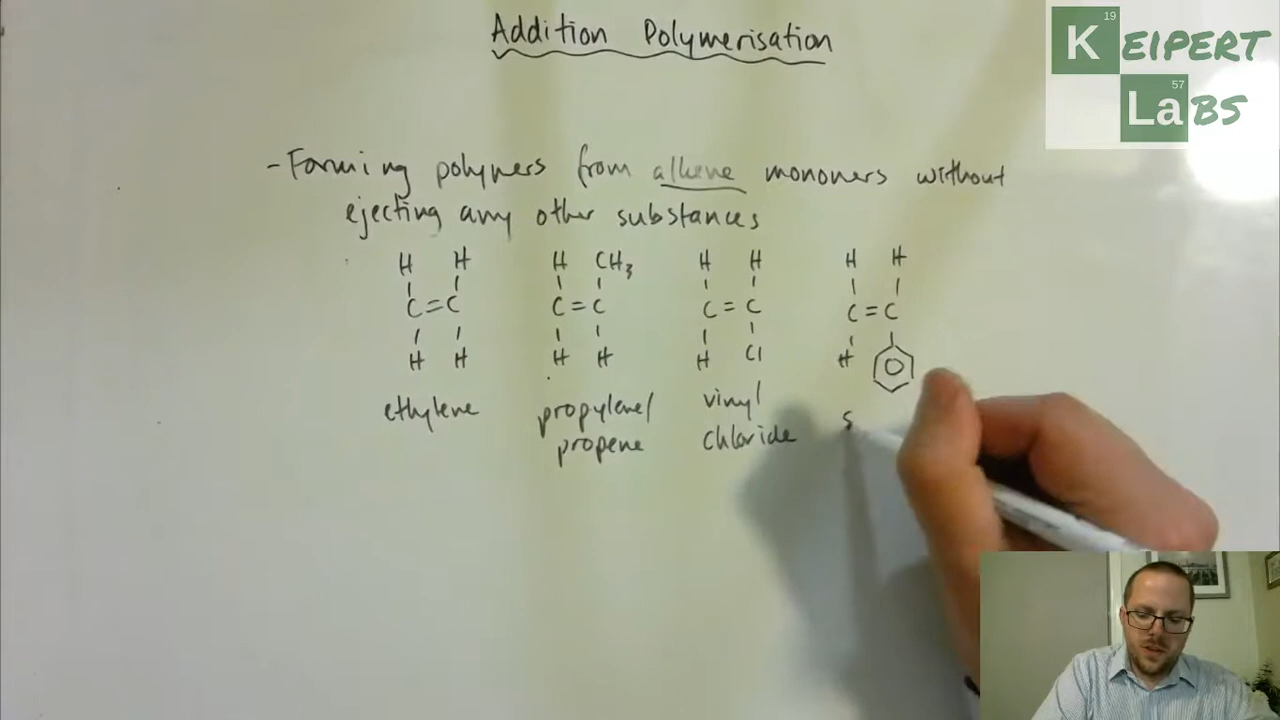 Addition Polymerisation
19
KEIPERT
57
LaBS
- Forming polymers from alkene monomers without
ejecting any other substances
H H H CH3 H H H H
C=C C=C C=C C=C
H H H H H Cl H
ethylene propylene/ vinyl s
propene chloride